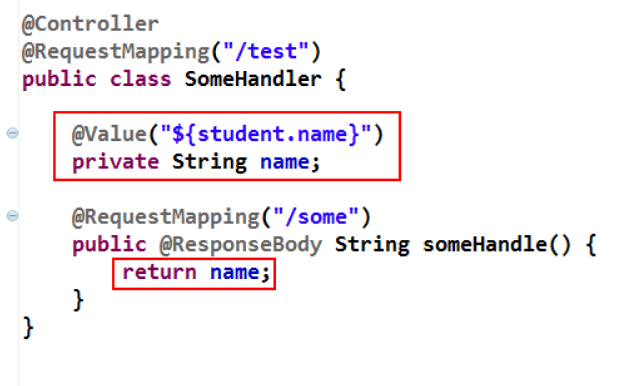 @Controller
@RequestMapping("/test")
public class SomeHandler {
@Value("${student.name}")
private String name;
@RequestMapping("/some")
public @ResponseBody String someHandle() {
return name;
}
}